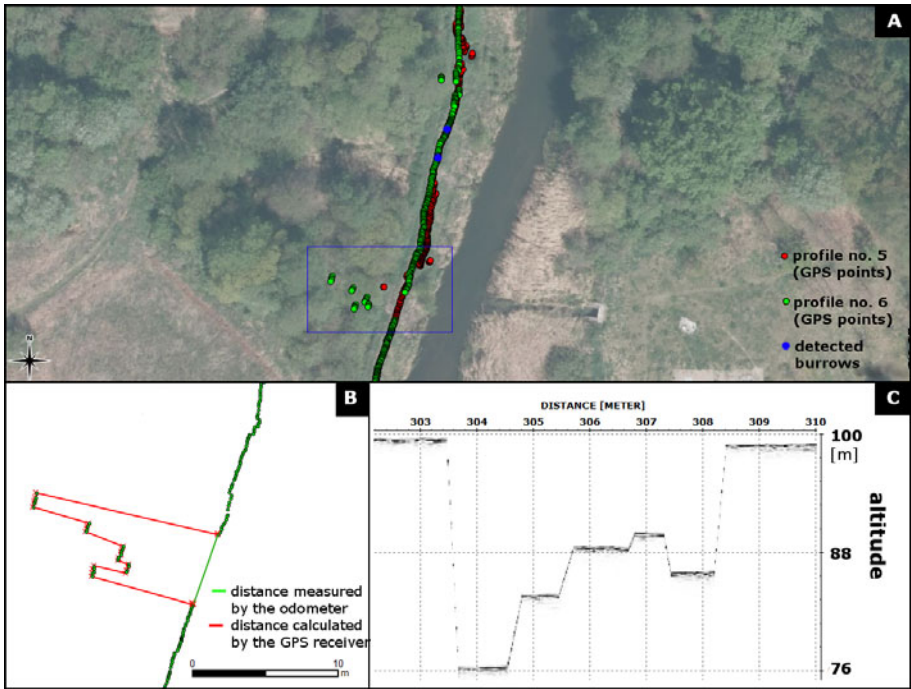 A
N
profile no. 5
(GPS points)
profile no. 6
(GPS points)
detected
burrows
B
distance measured
by the odometer
distance calculated
by the GPS receiver
0 10
m
C
DISTANCE [METER]
303 304 305 306 307 308 309 310
100
[m]
88
76
altitude